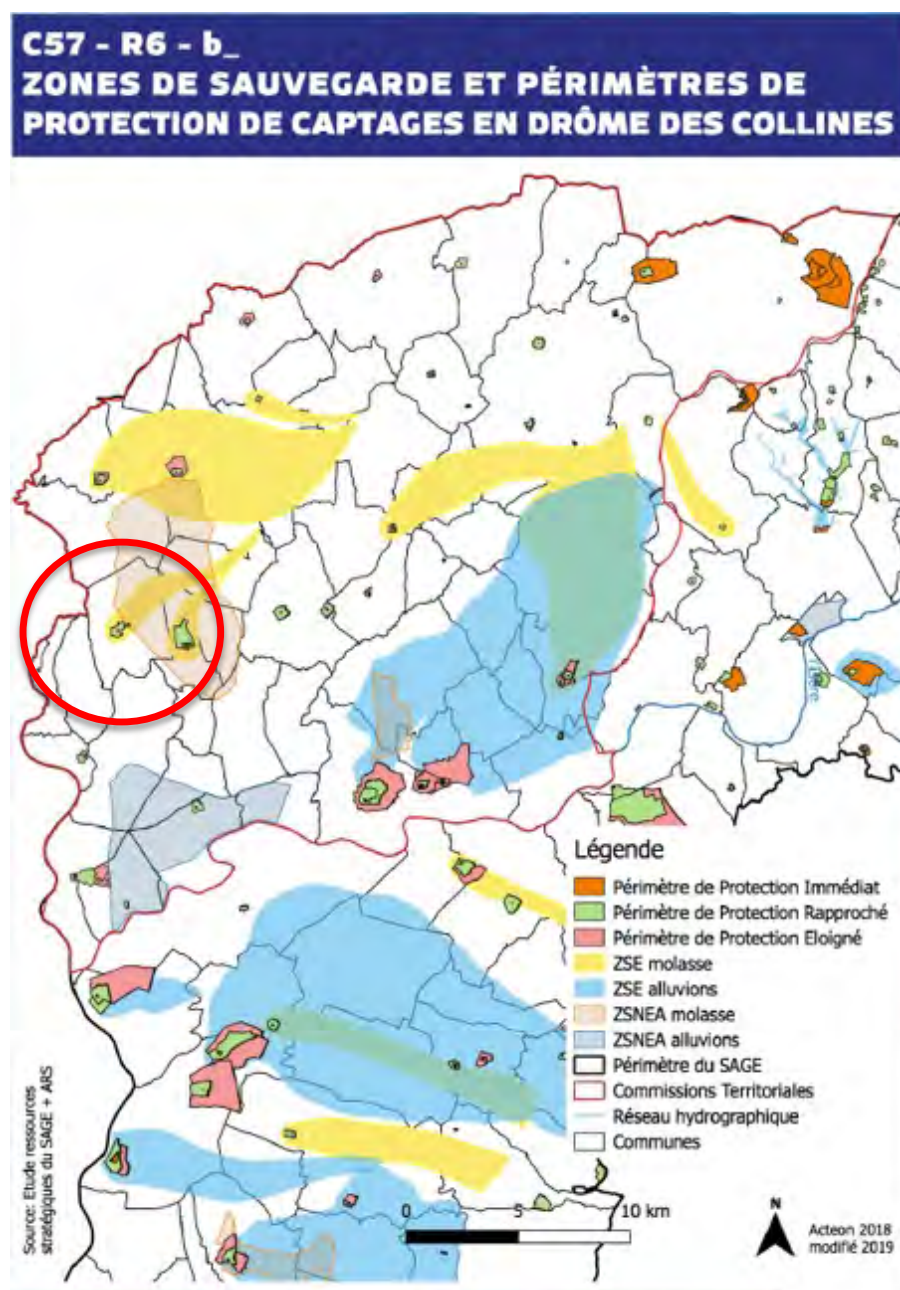 C57 - R6 - b_
ZONES DE SAUVEGARDE ET PÉRIMÈTRES DE
PROTECTION DE CAPTAGES EN DRÔME DES COLLINES
Légende
Périmètre de Protection Immédiat
Périmètre de Protection Rapproché
Périmètre de Protection Eloigné
ZSE molasse
ZSE alluvions
ZSNEA molasse
ZSNEA alluvions
Périmètre du SAGE
Commissions Territoriales
Réseau hydrographique
Communes
Source: Etude ressources
stratégiques du SAGE + ARS
0 5 10 km
N
Acteon 2018
modifié 2019